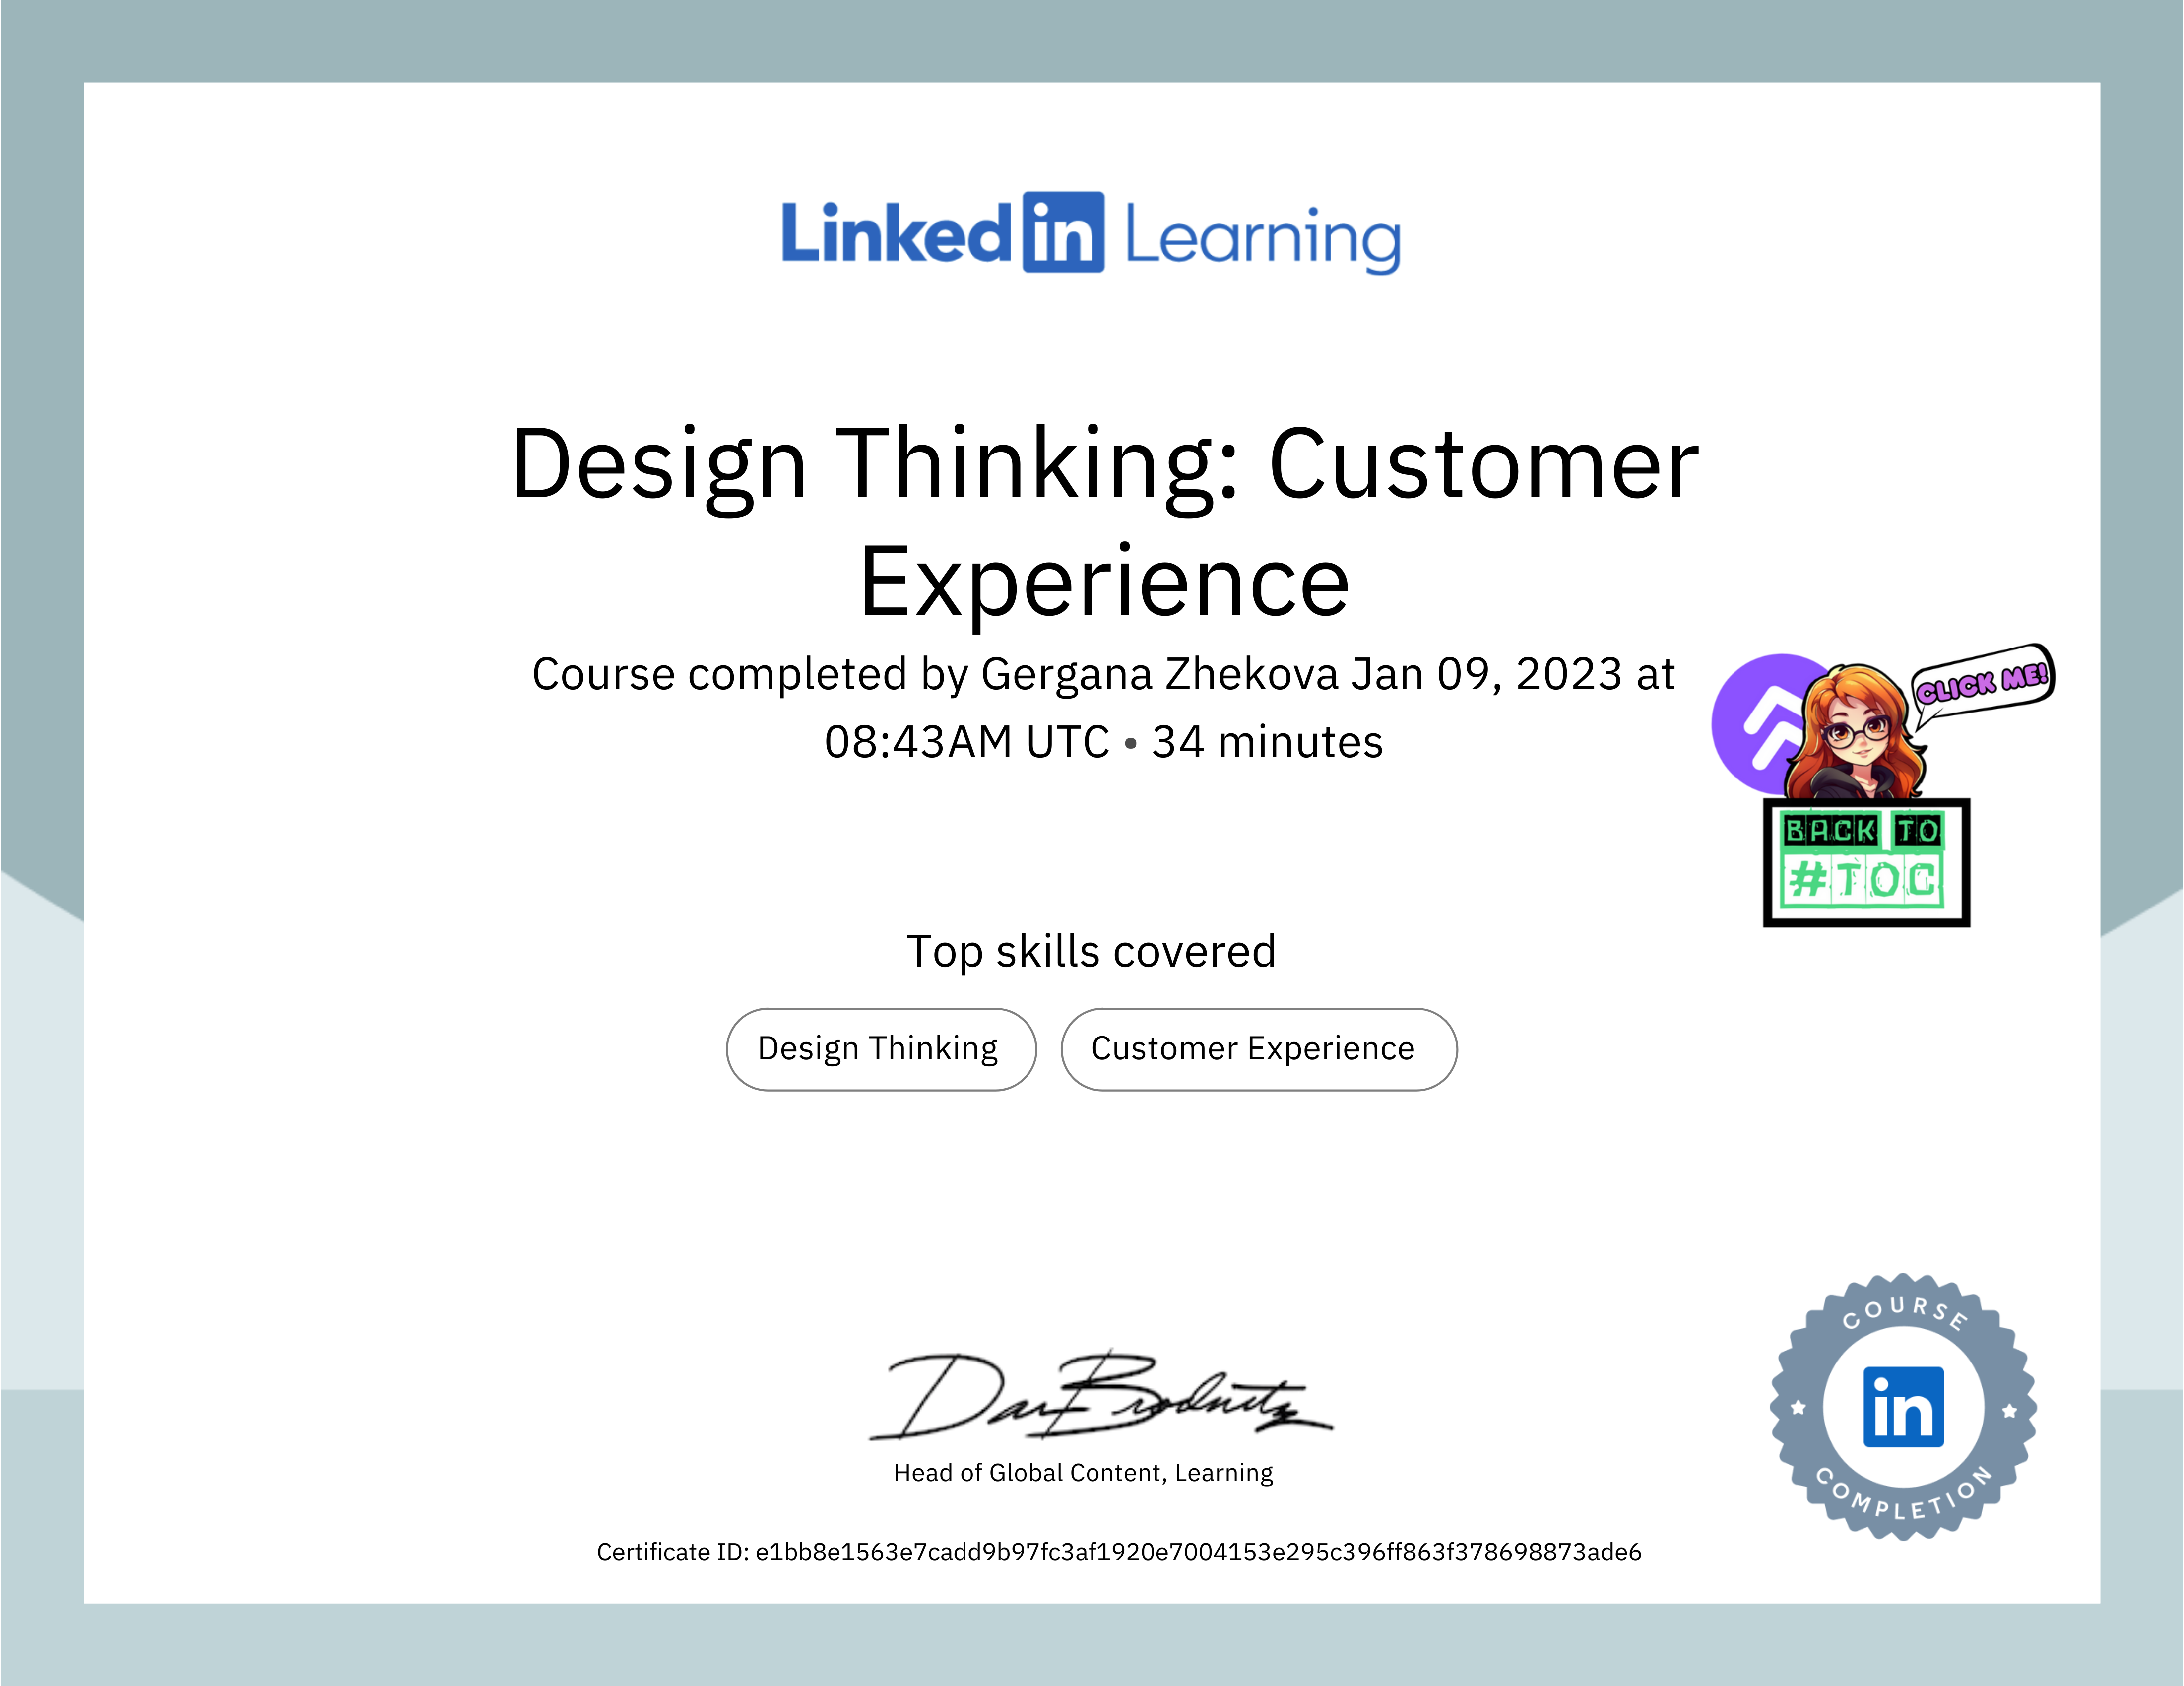 Linked in Learning
Design Thinking: Customer
Experience
Course completed by Gergana Zhekova Jan 09, 2023 at
08:43AM UTC • 34 minutes
CLICK ME!
BACK TO
#TOC
Top skills covered
Design Thinking
Customer Experience
Dan Brodnitz
Head of Global Content, Learning
Certificate ID: e1bb8e1563e7cadd9b97fc3af1920e7004153e295c396ff863f378698873ade6
COURSE
in
COMPLETION